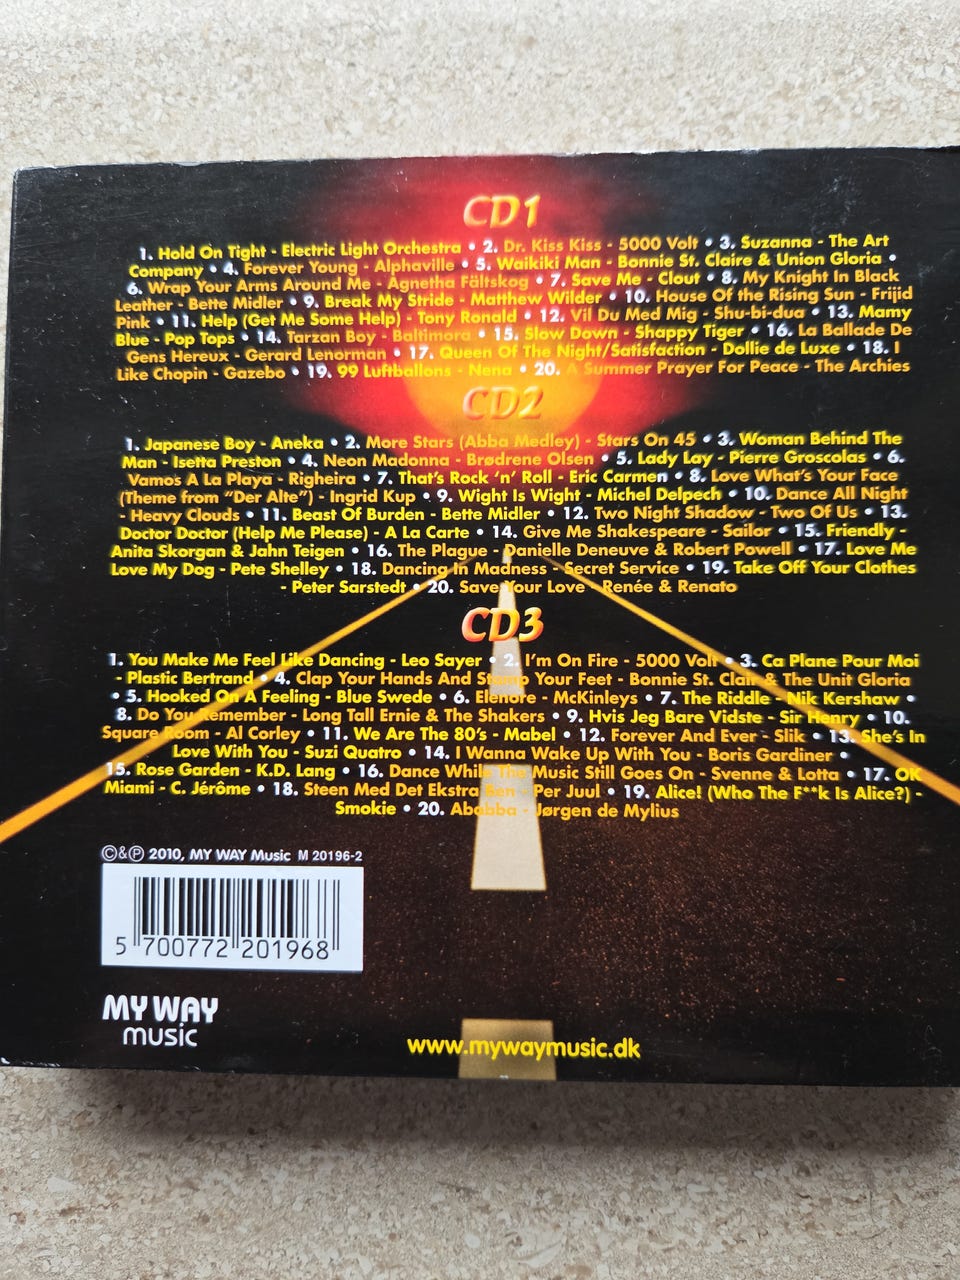 CD1
1. Hold On Tight - Electric Light Orchestra • 2. Dr. Kiss Kiss - 5000 Volt • 3. Suzanna - The Art
Company • 4. Forever Young - Alphaville • 5. Waikiki Man - Bonnie St. Claire & Union Gloria •
6. Wrap Your Arms Around Me - Agnetha Fältskog • 7. Save Me - Clout • 8. My Knight In Black
Leather - Bette Midler • 9. Break My Stride - Matthew Wilder • 10. House Of the Rising Sun - Frijid
Pink • 11. Help (Get Me Some Help) - Tony Ronald • 12. Vil Du Med Mig - Shu-bi-dua • 13. Mamy
Blue - Pop Tops • 14. Tarzan Boy - Baltimora • 15. Slow Down - Shappy Tiger • 16. La Ballade De
Gens Hereux - Gerard Lenorman • 17. Queen Of The Night/Satisfaction - Dollie de Luxe • 18. I
Like Chopin - Gazebo • 19. 99 Luftballons - Nena • 20. A Summer Prayer For Peace - The Archies
CD2
1. Japanese Boy - Aneka • 2. More Stars (Abba Medley) - Stars On 45 • 3. Woman Behind The
Man - Isetta Preston • 4. Neon Madonna - Brødrene Olsen • 5. Lady Lay - Pierre Groscolas • 6.
Vamos A La Playa - Righeira • 7. That's Rock 'n' Roll - Eric Carmen • 8. Love What's Your Face
(Theme from "Der Alte") - Ingrid Kup • 9. Wight Is Wight - Michel Delpech • 10. Dance All Night
- Heavy Clouds • 11. Beast Of Burden - Bette Midler • 12. Two Night Shadow - Two Of Us • 13.
Doctor Doctor (Help Me Please) - A La Carte • 14. Give Me Shakespeare - Sailor • 15. Friendly -
Anita Skorgan & Jahn Teigen • 16. The Plague - Danielle Deneuve & Robert Powell • 17. Love Me
Love My Dog - Pete Shelley • 18. Dancing In Madness - Secret Service • 19. Take Off Your Clothes
- Peter Sarstedt • 20. Save Your Love - Renée & Renato
CD3
1. You Make Me Feel Like Dancing - Leo Sayer • 2. I'm On Fire - 5000 Volt • 3. Ca Plane Pour Moi
- Plastic Bertrand • 4. Clap Your Hands And Stomp Your Feet - Bonnie St. Clair & The Unit Gloria
• 5. Hooked On A Feeling - Blue Swede • 6. Elenore - McKinleys • 7. The Riddle - Nik Kershaw •
8. Do You Remember - Long Tall Ernie & The Shakers • 9. Hvis Jeg Bare Vidste - Sir Henry • 10.
Square Room - Al Corley • 11. We Are The 80's - Mabel • 12. Forever And Ever - Slik • 13. She's In
Love With You - Suzi Quatro • 14. I Wanna Wake Up With You - Boris Gardiner •
15. Rose Garden - K.D. Lang • 16. Dance While The Music Still Goes On - Svenne & Lotta • 17. OK
Miami - C. Jérôme • 18. Steen Med Det Ekstra Ben - Per Juul • 19. Alice! (Who The F**k Is Alice?) -
Smokie • 20. Ababba - Jørgen de Mylius
©&℗ 2010, MY WAY Music M 20196-2
5 700772 201968
MY WAY
music
www.mywaymusic.dk